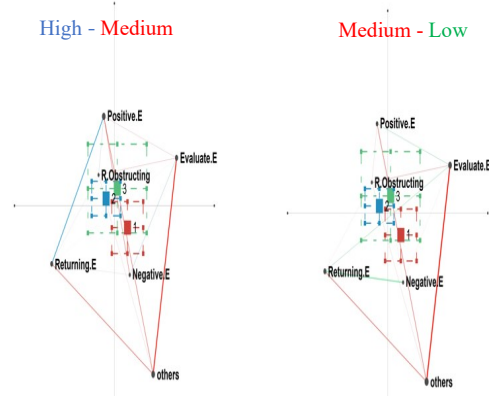 High - Medium
Positive.E
Evaluate.E
R.Obstructing
3
2
1
Returning.E
Negative.E
others
Medium - Low
Positive.E
Evaluate.E
R.Obstructing
3
2
1
Returning.E
Negative.E
others